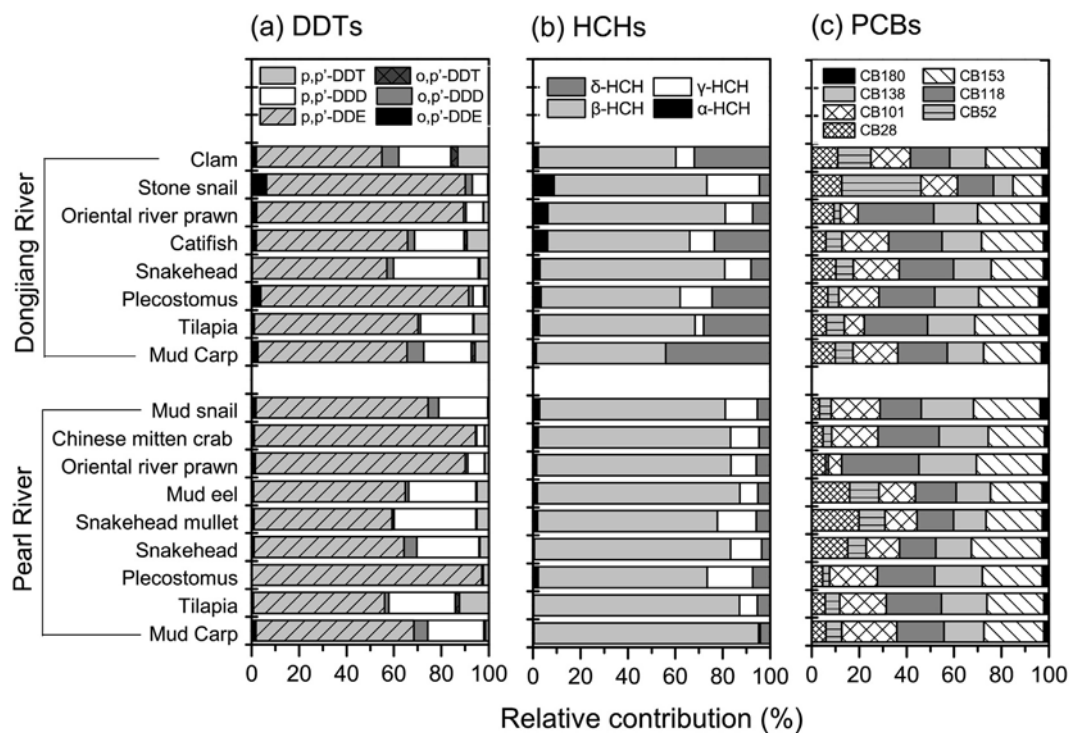 (a) DDTs
(b) HCHs
(c) PCBs
p,p'-DDT
o,p'-DDT
p,p'-DDD
o,p'-DDD
p,p'-DDE
o,p'-DDE
δ-HCH
γ-HCH
β-HCH
α-HCH
CB180
CB153
CB138
CB118
CB101
CB52
CB28
Dongjiang River
Clam
Stone snail
Oriental river prawn
Catifish
Snakehead
Plecostomus
Tilapia
Mud Carp
Pearl River
Mud snail
Chinese mitten crab
Oriental river prawn
Mud eel
Snakehead mullet
Snakehead
Plecostomus
Tilapia
Mud Carp
0 20 40 60 80 100
0 20 40 60 80 100
0 20 40 60 80 100
Relative contribution (%)